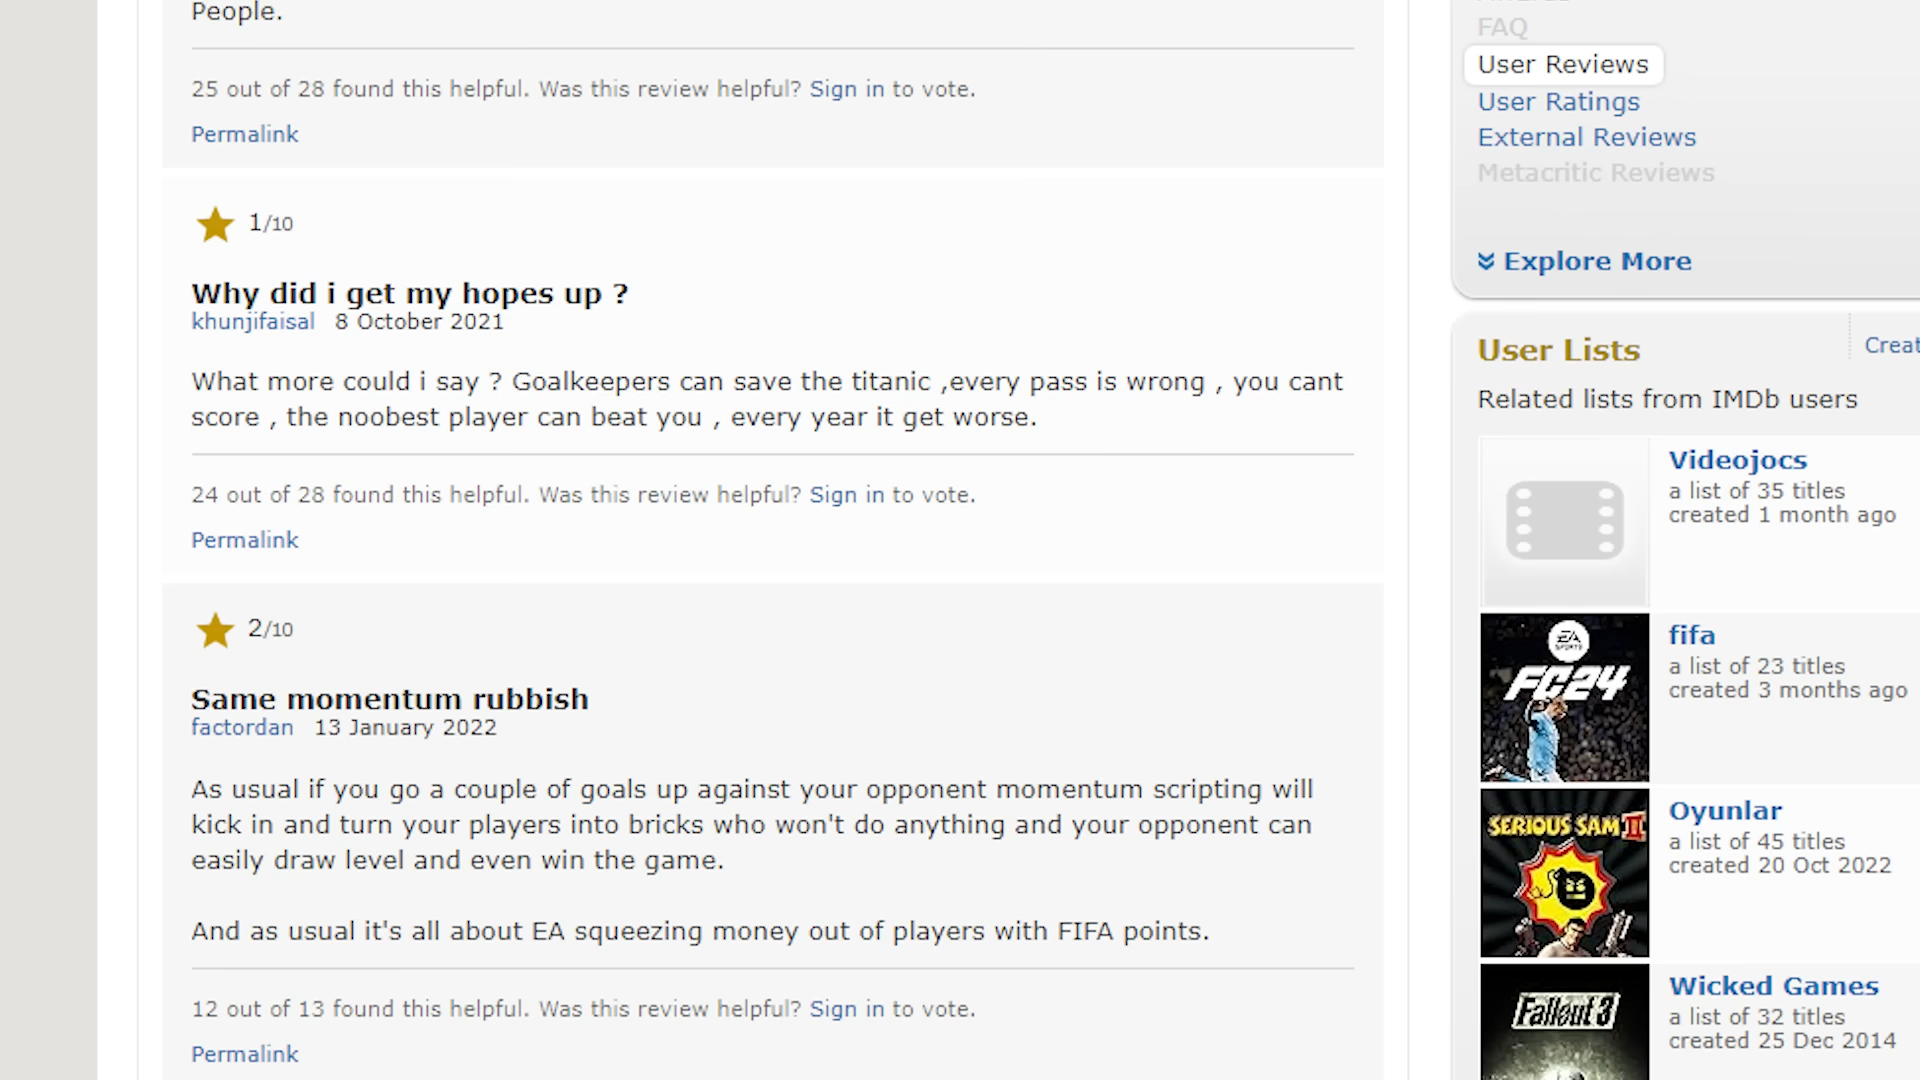 People.
25 out of 28 found this helpful. Was this review helpful? Sign in to vote.
Permalink
1/10
Why did i get my hopes up ?
khunjifaisal 8 October 2021
What more could i say ? Goalkeepers can save the titanic ,every pass is wrong , you cant
score , the noobest player can beat you , every year it get worse.
24 out of 28 found this helpful. Was this review helpful? Sign in to vote.
Permalink
2/10
Same momentum rubbish
factordan 13 January 2022
As usual if you go a couple of goals up against your opponent momentum scripting will
kick in and turn your players into bricks who won't do anything and your opponent can
easily draw level and even win the game.
And as usual it's all about EA squeezing money out of players with FIFA points.
12 out of 13 found this helpful. Was this review helpful? Sign in to vote.
Permalink
FAQ
User Reviews
User Ratings
External Reviews
Metacritic Reviews
Explore More
User Lists
Creat
Related lists from IMDb users
Videojocs
a list of 35 titles
created 1 month ago
EA
SPORTS
FC24
fifa
a list of 23 titles
created 3 months ago
SERIOUS SAM II
Oyunlar
a list of 45 titles
created 20 Oct 2022
Fallout 3
Wicked Games
a list of 32 titles
created 25 Dec 2014